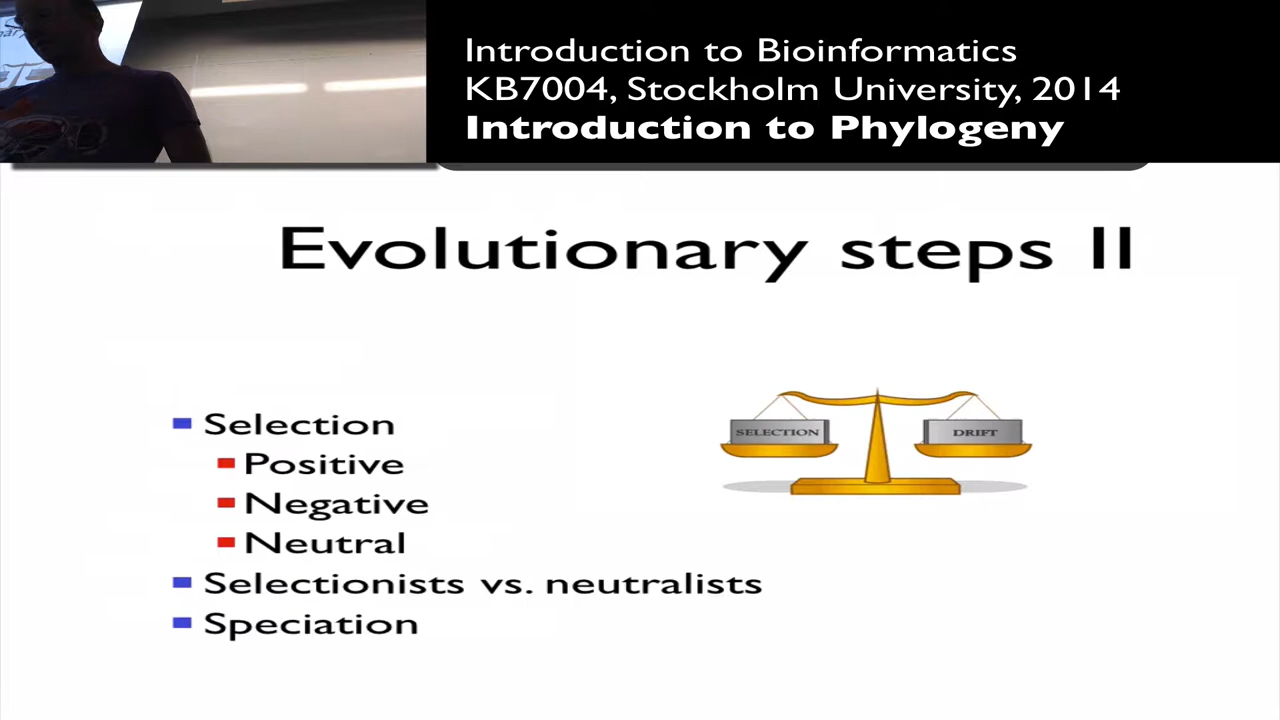 Introduction to Bioinformatics
KB7004, Stockholm University, 2014
Introduction to Phylogeny
Evolutionary steps II
Selection
Positive
Negative
Neutral
Selectionists vs. neutralists
Speciation
SELECTION
DRIFT